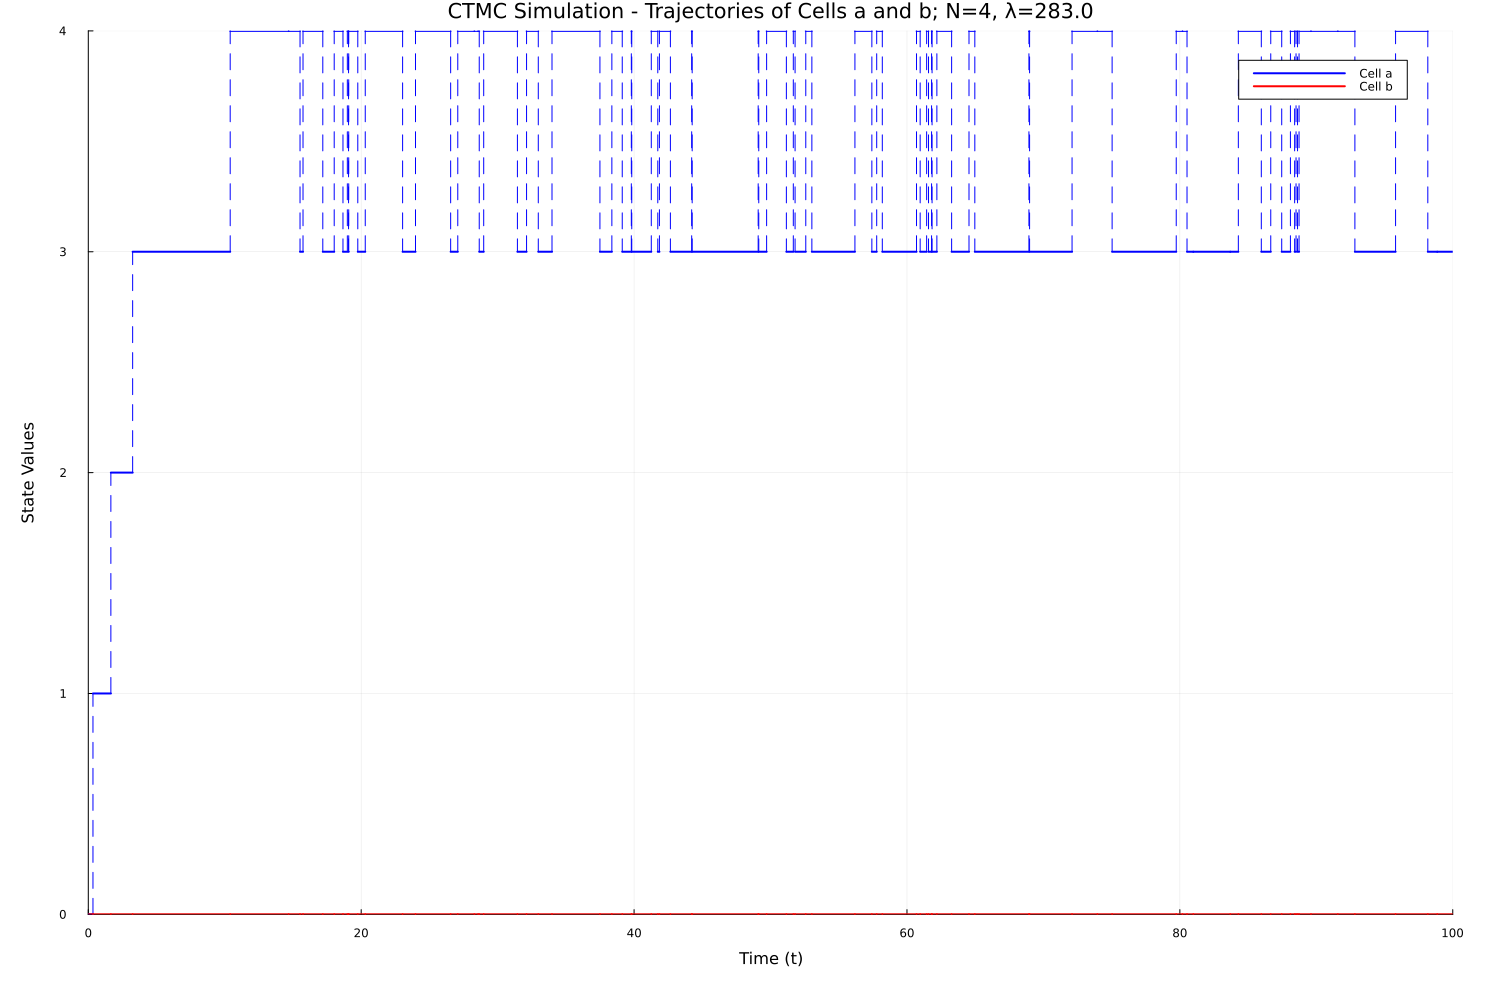 CTMC Simulation - Trajectories of Cells a and b; N=4, λ=283.0
4
Cell a
Cell b
3
State Values
2
1
0
0 20 40 60 80 100
Time (t)